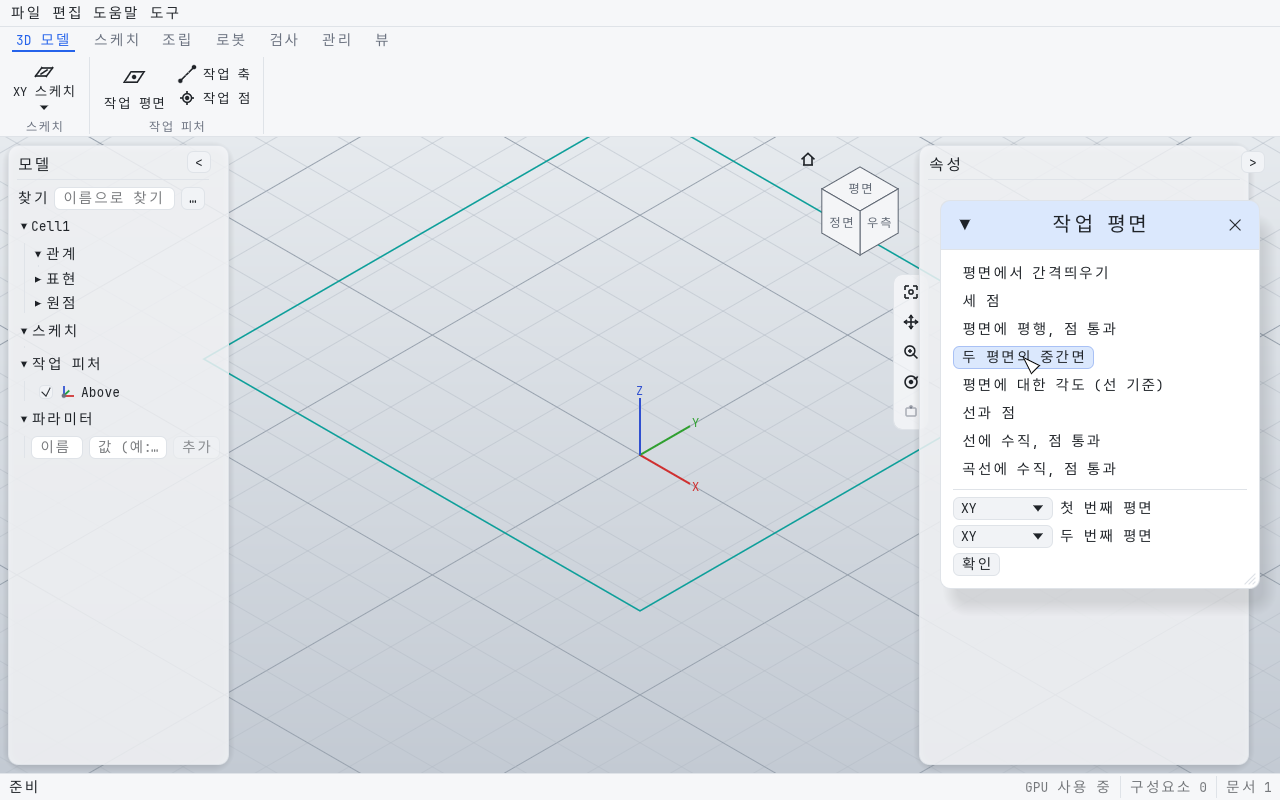 파일 편집 도움말 도구
3D 모델 스케치 조립 로봇 검사 관리 뷰
XY 스케치
스케치
작업 평면
작업 축
작업 점
작업 피처
모델
<
찾기 이름으로 찾기 …
Cell1
관계
표현
원점
스케치
작업 피처
Above
파라미터
이름 값 (예:… 추가
Z
Y
X
평면
정면 우측
속성
>
작업 평면
평면에서 간격띄우기
세 점
평면에 평행, 점 통과
두 평면의 중간면
평면에 대한 각도 (선 기준)
선과 점
선에 수직, 점 통과
곡선에 수직, 점 통과
XY 첫 번째 평면
XY 두 번째 평면
확인
준비
GPU 사용 중 구성요소 0 문서 1